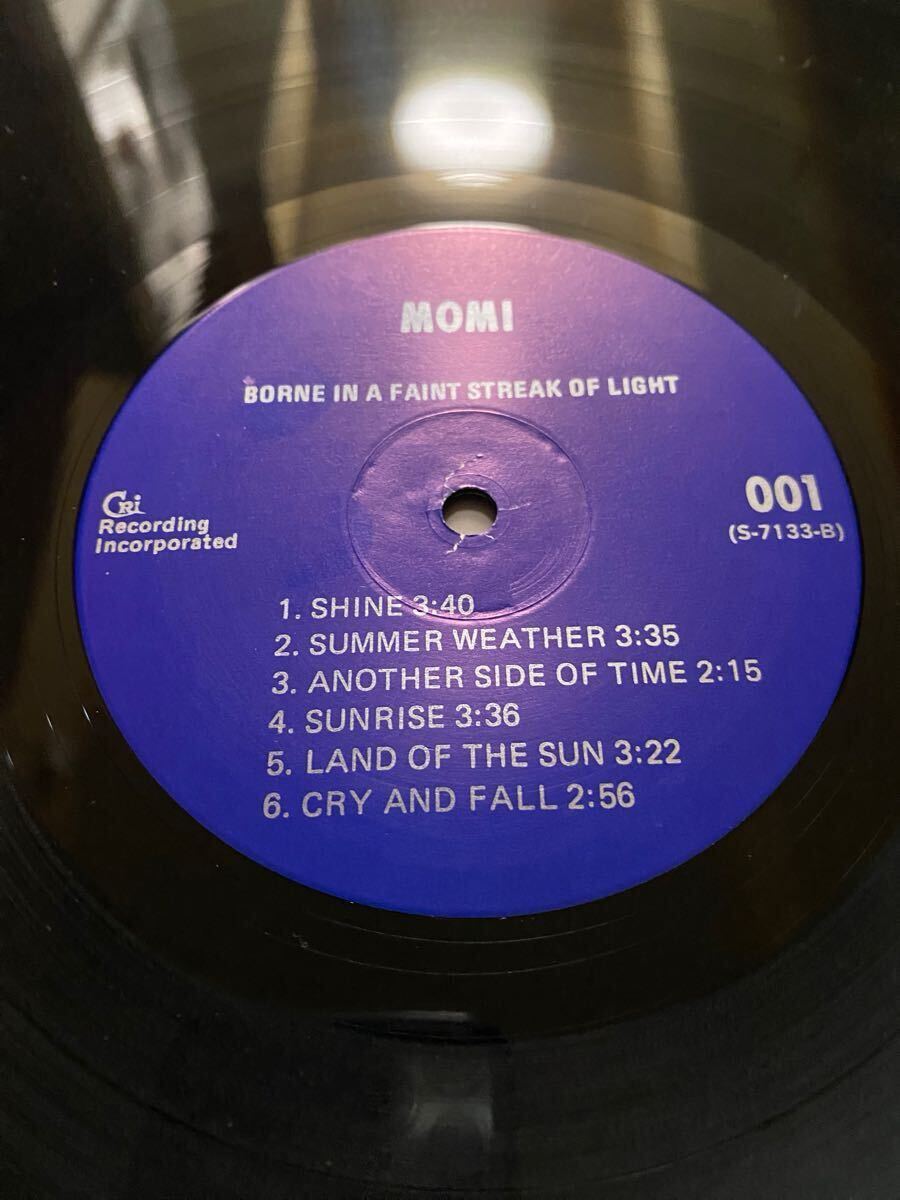 MOMI
BORNE IN A FAINT STREAK OF LIGHT
CRi
Recording
Incorporated
001
(S-7133-B)
1. SHINE 3:40
2. SUMMER WEATHER 3:35
3. ANOTHER SIDE OF TIME 2:15
4. SUNRISE 3:36
5. LAND OF THE SUN 3:22
6. CRY AND FALL 2:56